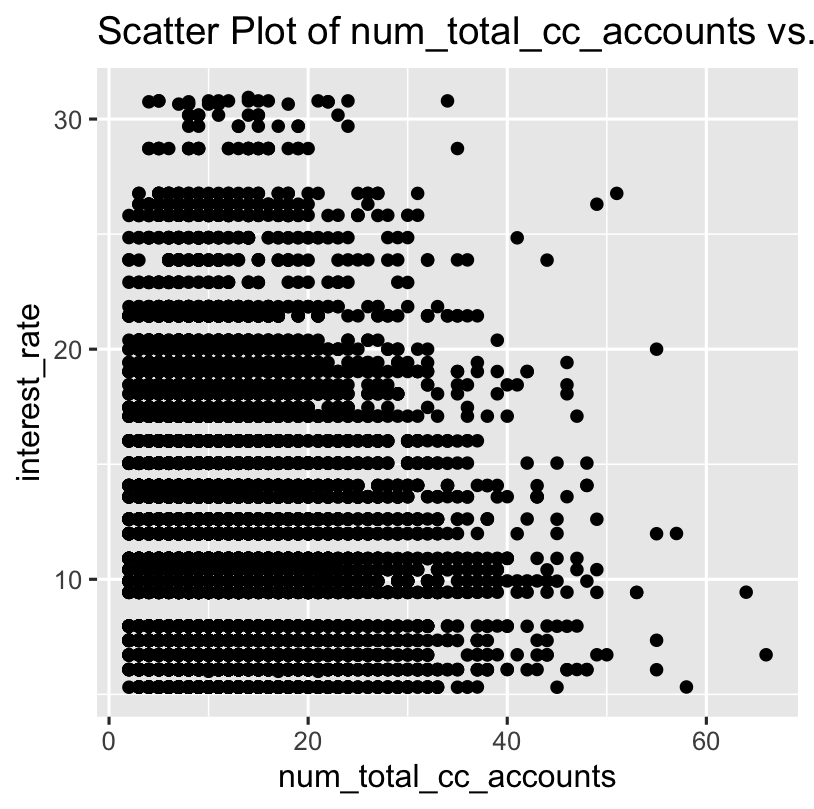 Scatter Plot of num_total_cc_accounts vs.
30
20
10
interest_rate
0 20 40 60
num_total_cc_accounts